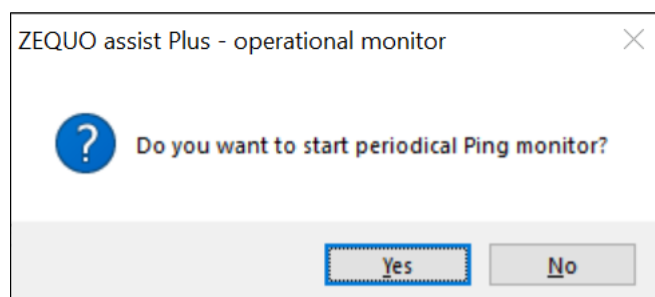 ZEQUO assist Plus - operational monitor
Do you want to start periodical Ping monitor?
Yes No